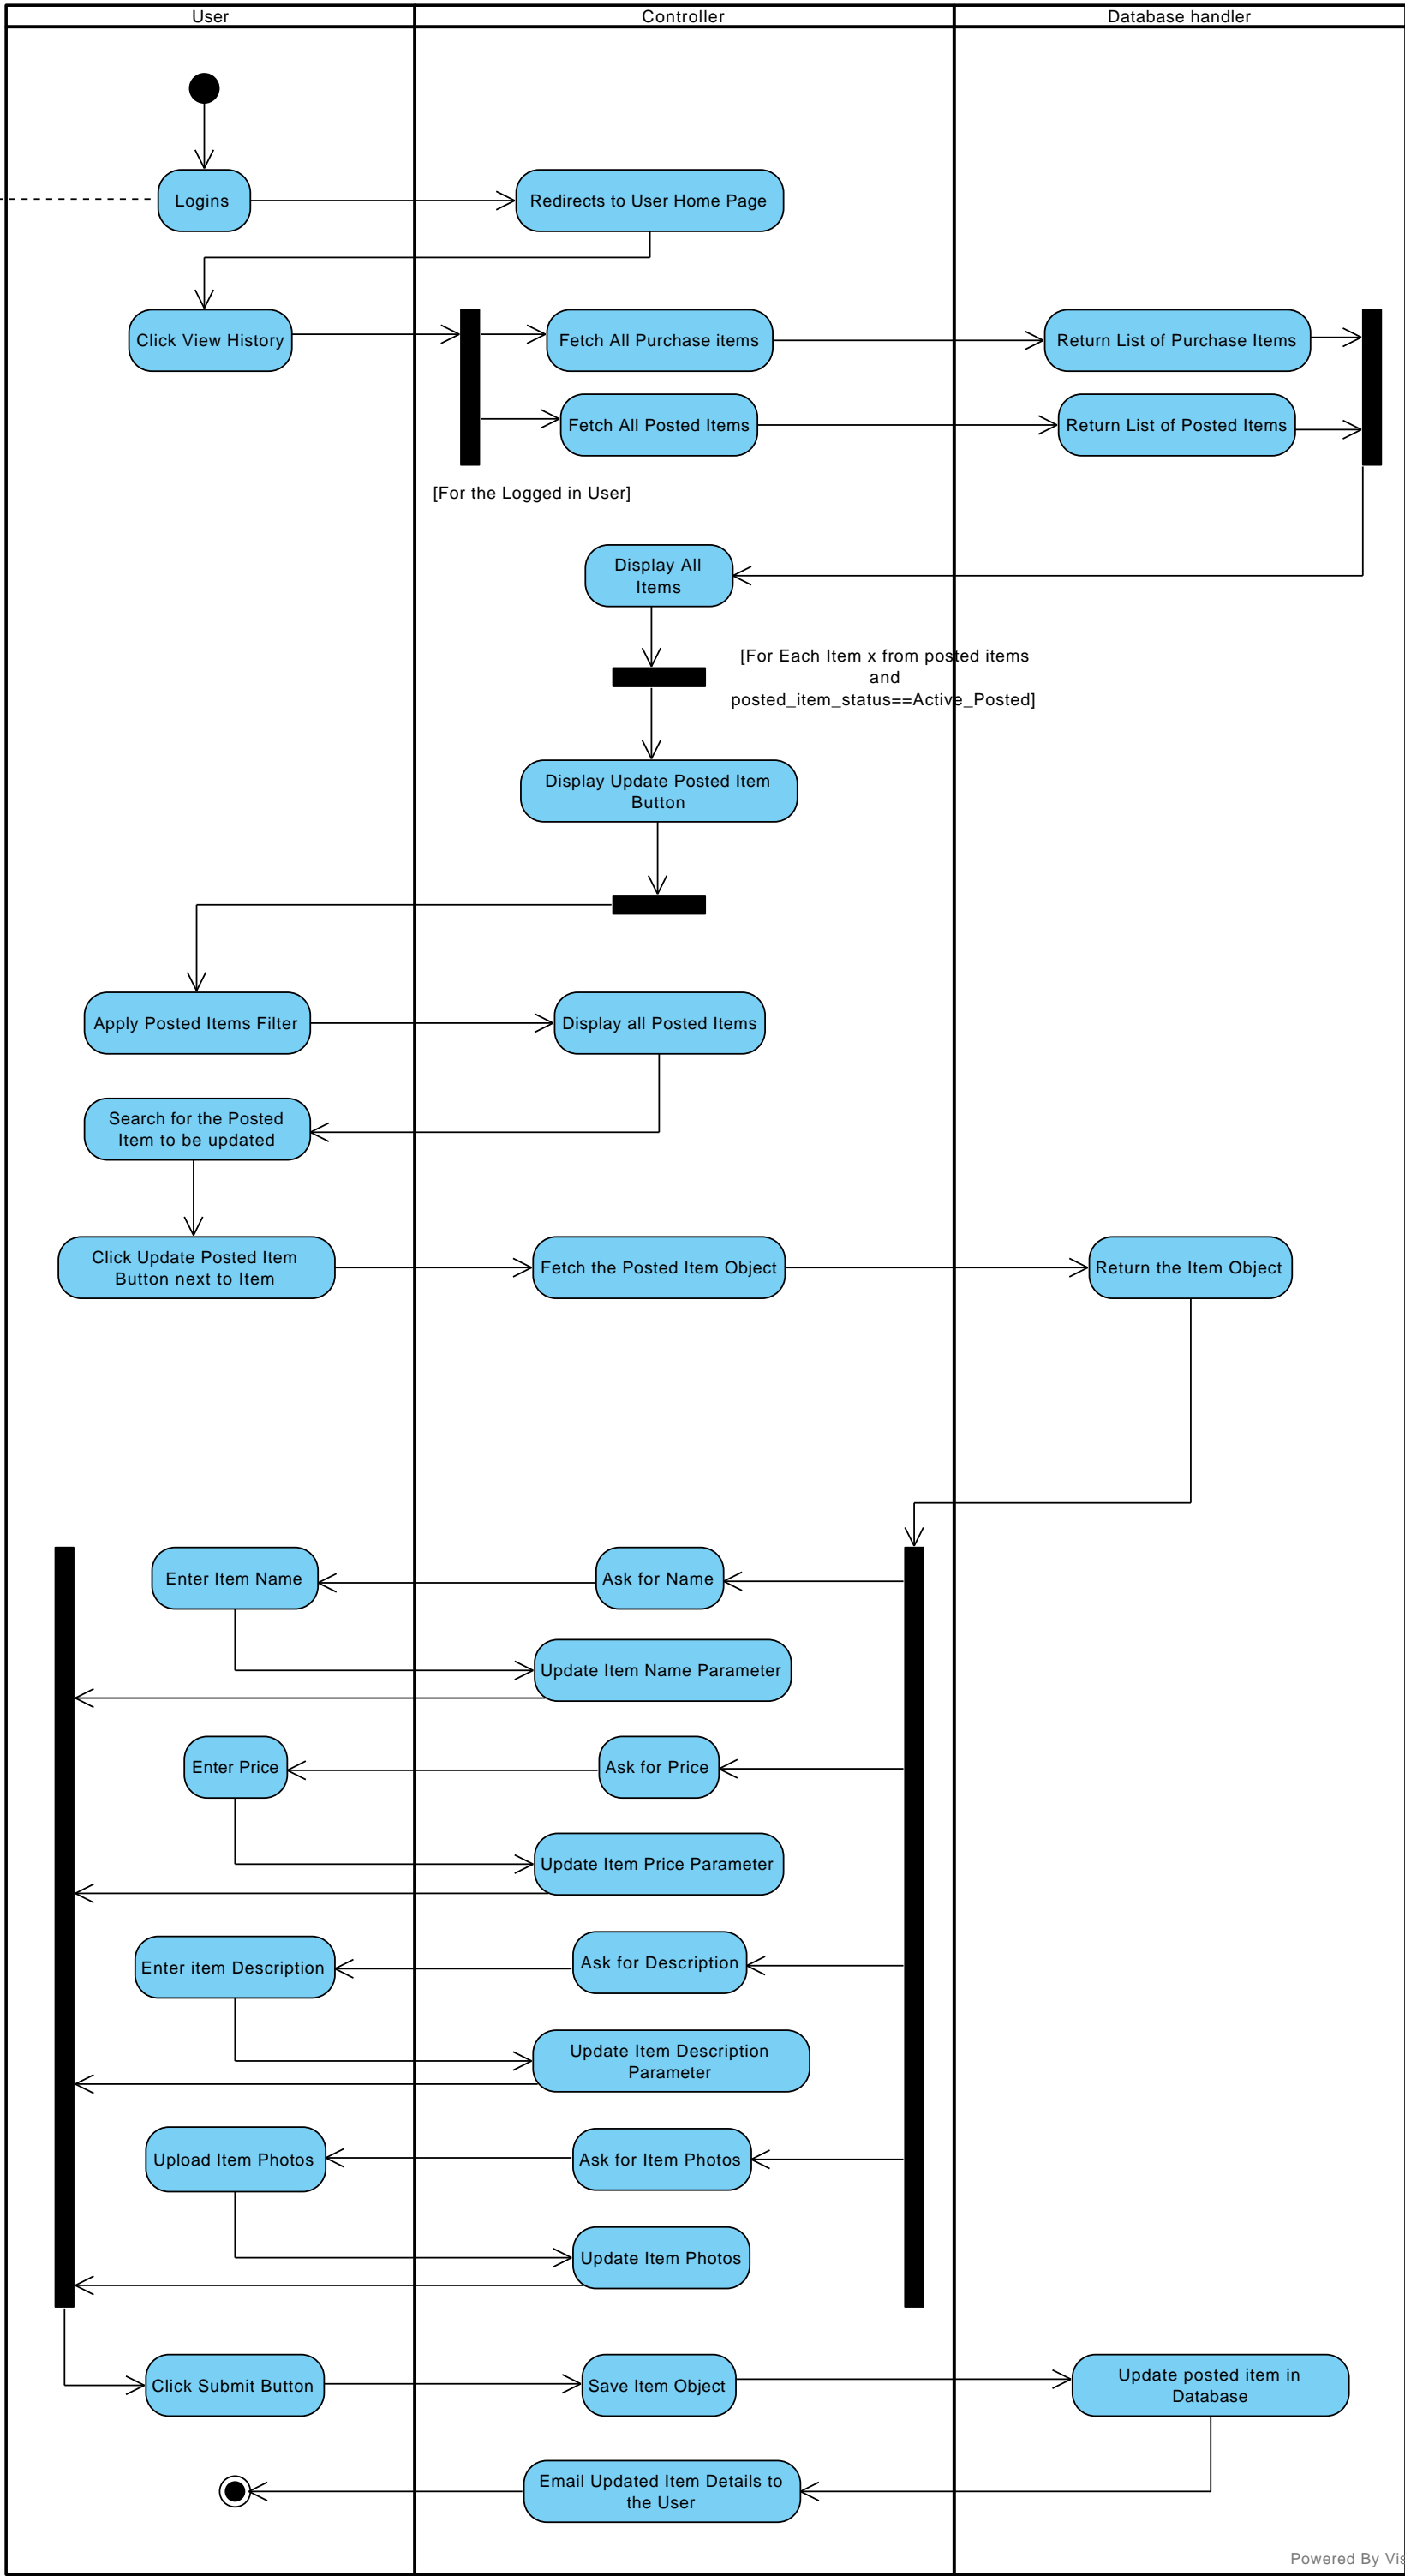 User
Controller
Database handler
Logins
Redirects to User Home Page
Click View History
Fetch All Purchase items
Return List of Purchase Items
Fetch All Posted Items
Return List of Posted Items
[For the Logged in User]
Display All
Items
[For Each Item x from posted items
and
posted_item_status==Active_Posted]
Display Update Posted Item
Button
Apply Posted Items Filter
Display all Posted Items
Search for the Posted
Item to be updated
Click Update Posted Item
Button next to Item
Fetch the Posted Item Object
Return the Item Object
Enter Item Name
Ask for Name
Update Item Name Parameter
Enter Price
Ask for Price
Update Item Price Parameter
Enter item Description
Ask for Description
Update Item Description
Parameter
Upload Item Photos
Ask for Item Photos
Update Item Photos
Click Submit Button
Save Item Object
Update posted item in
Database
Email Updated Item Details to
the User
Powered By Vis